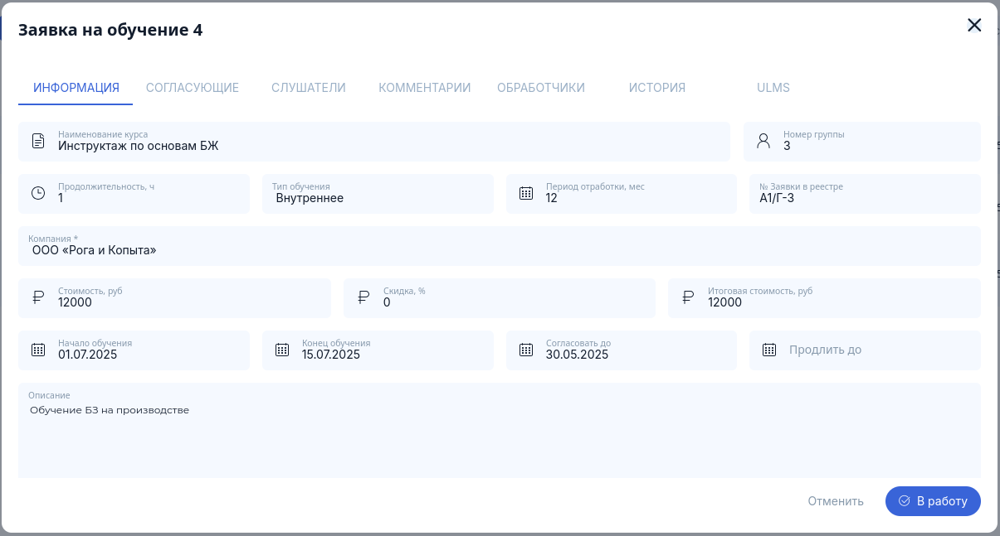 Заявка на обучение 4
ИНФОРМАЦИЯ СОГЛАСУЮЩИЕ СЛУШАТЕЛИ КОММЕНТАРИИ ОБРАБОТЧИКИ ИСТОРИЯ ULMS
Наименование курса Номер группы
Инструктаж по основам БЖ 3
Продолжительность, ч Тип обучения Период отработки, мес № Заявки в реестре
1 Внутреннее 12 А1/Г-3
Компания *
ООО «Рога и Копыта»
Стоимость, руб Скидка, % Итоговая стоимость, руб
12000 0 12000
Начало обучения Конец обучения Согласовать до Продлить до
01.07.2025 15.07.2025 30.05.2025
Описание
Обучение БЗ на производстве
Отменить В работу